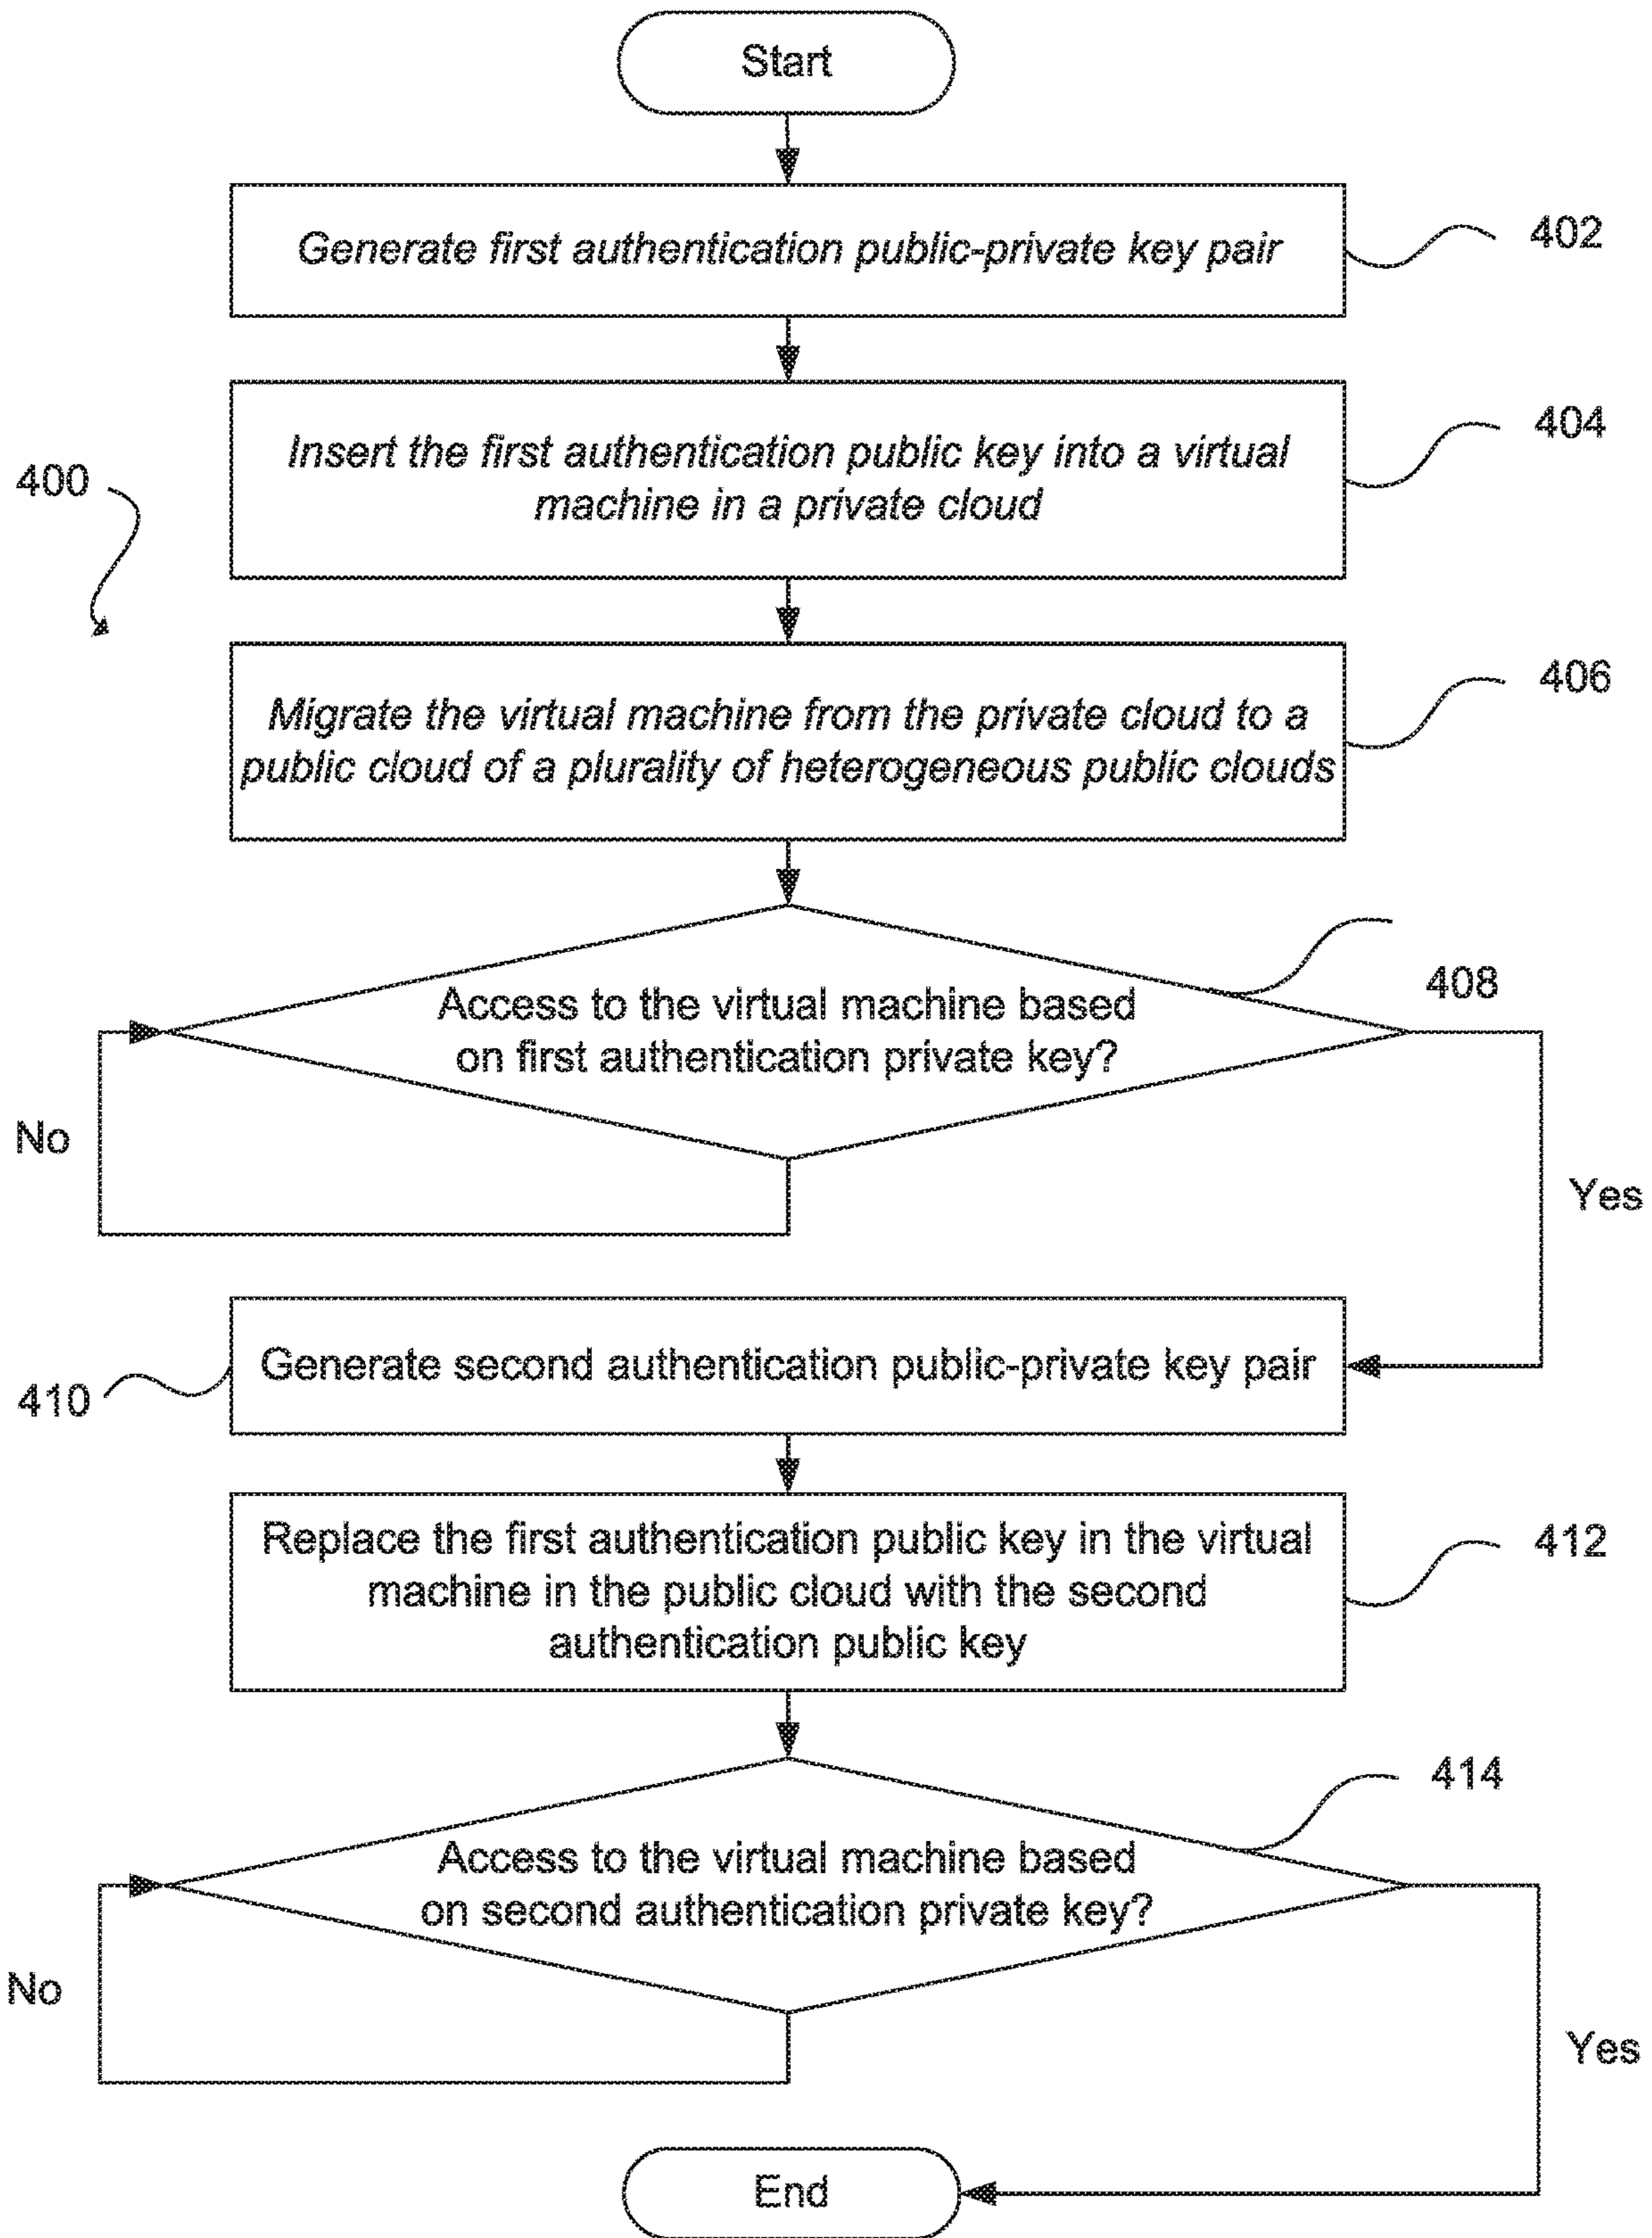 Start
Generate first authentication public-private key pair
402
Insert the first authentication public key into a virtual
machine in a private cloud
404
400
Migrate the virtual machine from the private cloud to a
public cloud of a plurality of heterogeneous public clouds
406
Access to the virtual machine based
on first authentication private key?
408
No
Yes
Generate second authentication public-private key pair
410
Replace the first authentication public key in the virtual
machine in the public cloud with the second
authentication public key
412
Access to the virtual machine based
on second authentication private key?
414
No
Yes
End